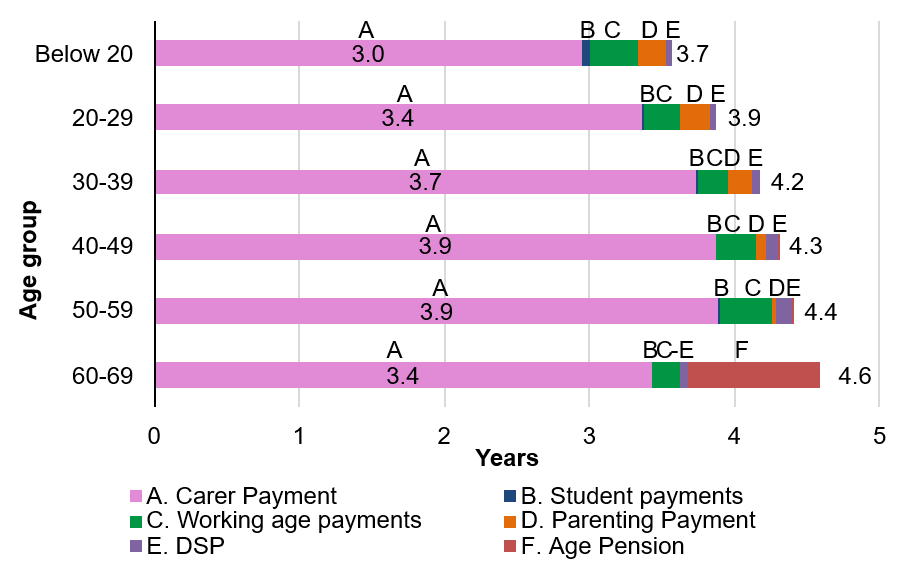 A B C D E
Below 20 3.0 3.7
A BC D E
20-29 3.4 3.9
A BCD E
30-39 3.7 4.2
A BC D E
40-49 3.9 4.3
A B C DE
50-59 3.9 4.4
A BC-E F
60-69 3.4 4.6
Age group
0 1 2 3 4 5
Years
A. Carer Payment B. Student payments
C. Working age payments D. Parenting Payment
E. DSP F. Age Pension